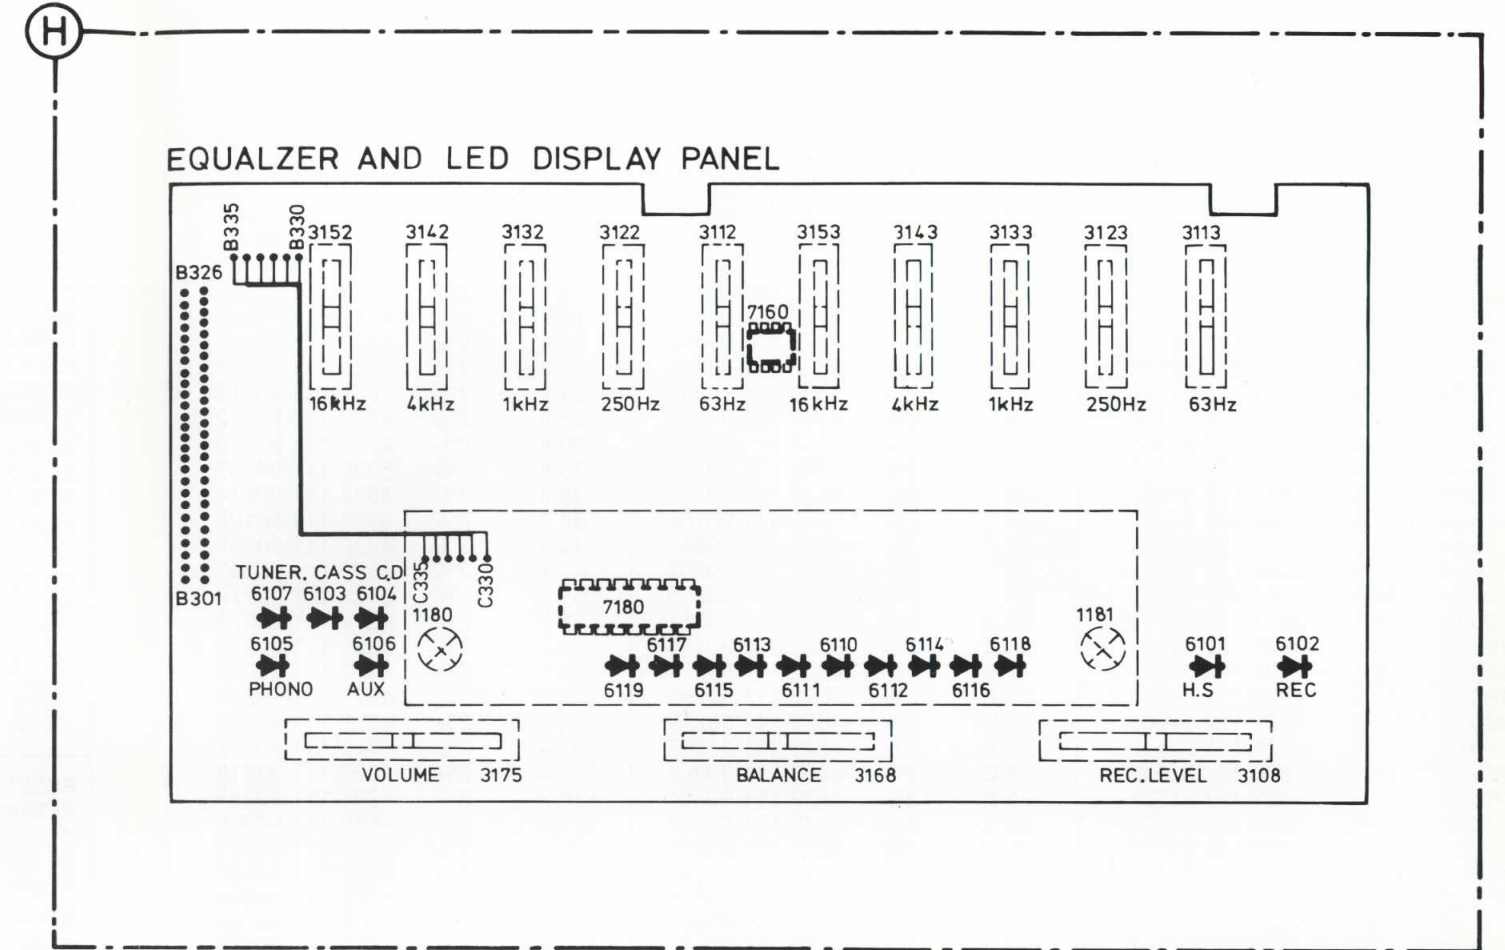 H
EQUALZER AND LED DISPLAY PANEL
B335 B330
3152 3142 3132 3122 3112 3153 3143 3133 3123 3113
B326
7160
16kHz 4kHz 1kHz 250Hz 63Hz 16kHz 4kHz 1kHz 250Hz 63Hz
C335 C330
TUNER. CASS C.D
B301
6107 6103 6104
1180
7180
1181
6105 6106 6117 6113 6110 6114 6118 6101 6102
6119 6115 6111 6112 6116
PHONO AUX H.S REC
VOLUME 3175 BALANCE 3168 REC. LEVEL 3108